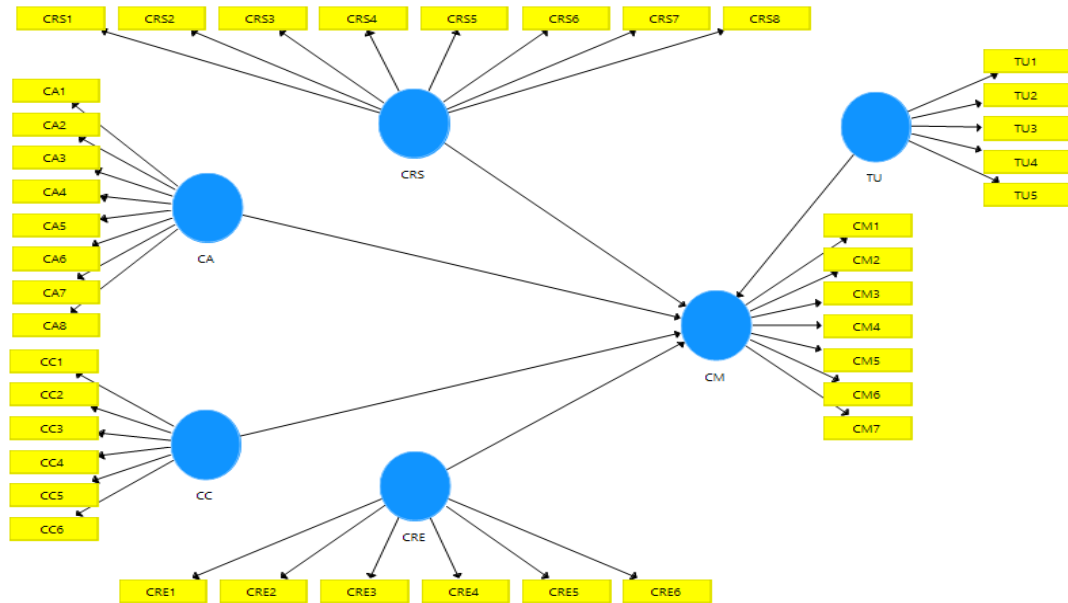 CRS1 CRS2 CRS3 CRS4 CRS5 CRS6 CRS7 CRS8
CRS
CA1
CA2
CA3
CA4
CA5
CA6
CA7
CA8
CA
TU1
TU2
TU3
TU4
TU5
TU
CM1
CM2
CM3
CM4
CM5
CM6
CM7
CM
CC1
CC2
CC3
CC4
CC5
CC6
CC
CRE
CRE1 CRE2 CRE3 CRE4 CRE5 CRE6